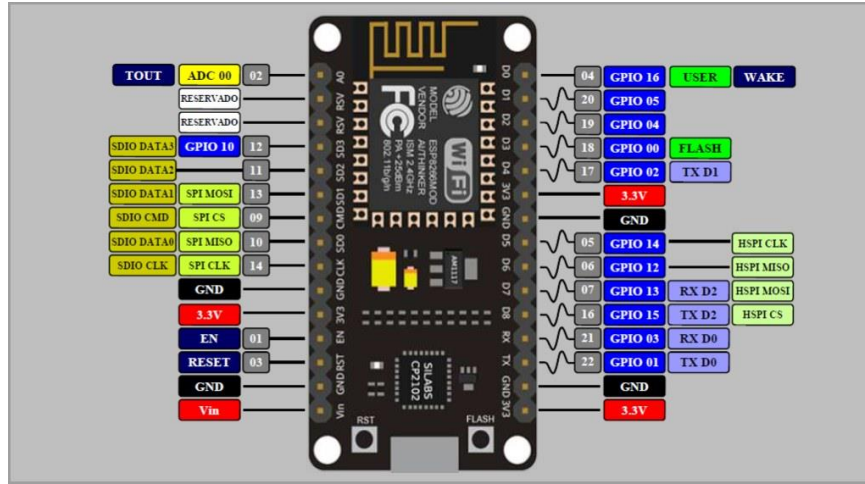 TOUT ADC 00 02 A0
RESERVADO RSV
RESERVADO RSV
SDIO DATA3 GPIO 10 12 SD3
SDIO DATA2 11 SD2
SDIO DATA1 SPI MOSI 13 SD1
SDIO CMD SPI CS 09 CMD
SDIO DATA0 SPI MISO 10 SD0
SDIO CLK SPI CLK 14 CLK
GND GND
3.3V 3V3
EN 01 EN
RESET 03 RST
GND GND
Vin Vin
MODEL
VENDOR
ESP8266MOD
AI/THINKER
ISM 2.4GHz
PA +25dBm
802.11b/g/n
FC
Wi Fi
AM1117
SILABS
CP2102
RST
FLASH
D0 04 GPIO 16 USER WAKE
D1 20 GPIO 05
D2 19 GPIO 04
D3 18 GPIO 00 FLASH
D4 17 GPIO 02 TX D1
3V3 3.3V
GND GND
D5 05 GPIO 14 HSPI CLK
D6 06 GPIO 12 HSPI MISO
D7 07 GPIO 13 RX D2 HSPI MOSI
D8 16 GPIO 15 TX D2 HSPI CS
RX 21 GPIO 03 RX D0
TX 22 GPIO 01 TX D0
GND GND
3V3 3.3V